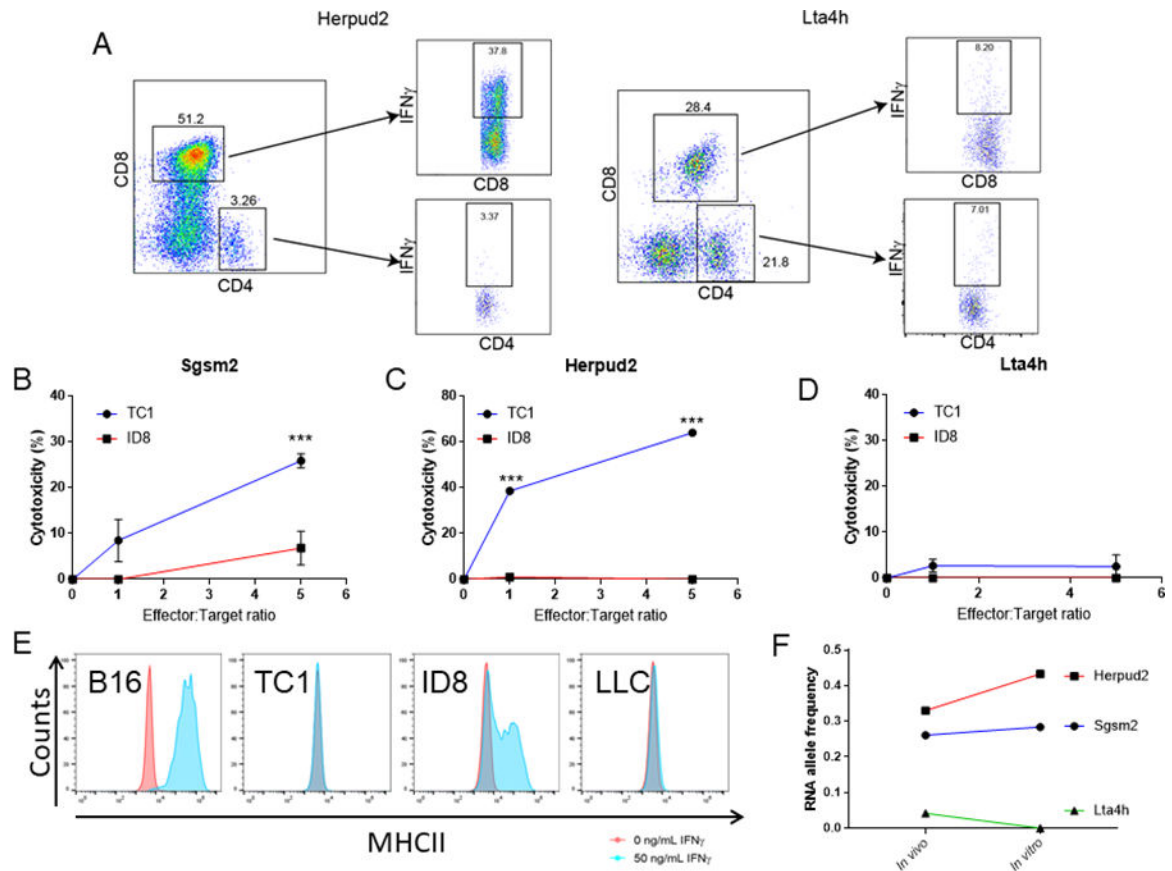 Herpud2
Lta4h
A
51.2
CD8
3.26
CD4
37.8
IFNγ
CD8
3.37
IFNγ
CD4
28.4
CD8
21.8
CD4
8.20
IFNγ
CD8
7.01
IFNγ
CD4
B
Sgsm2
40
30
20
10
0
Cytotoxicity (%)
TC1
ID8
***
0 1 2 3 4 5 6
Effector:Target ratio
C
Herpud2
80
60
40
20
0
Cytotoxicity (%)
TC1
ID8
***
***
0 1 2 3 4 5 6
Effector:Target ratio
D
Lta4h
40
30
20
10
0
Cytotoxicity (%)
TC1
ID8
0 2 4 6
Effector:Target ratio
E
Counts
B16
TC1
ID8
LLC
MHCII
0 ng/mL IFNγ
50 ng/mL IFNγ
F
0.5
0.4
0.3
0.2
0.1
0.0
RNA allele frequency
Herpud2
Sgsm2
Lta4h
In vivo
In vitro